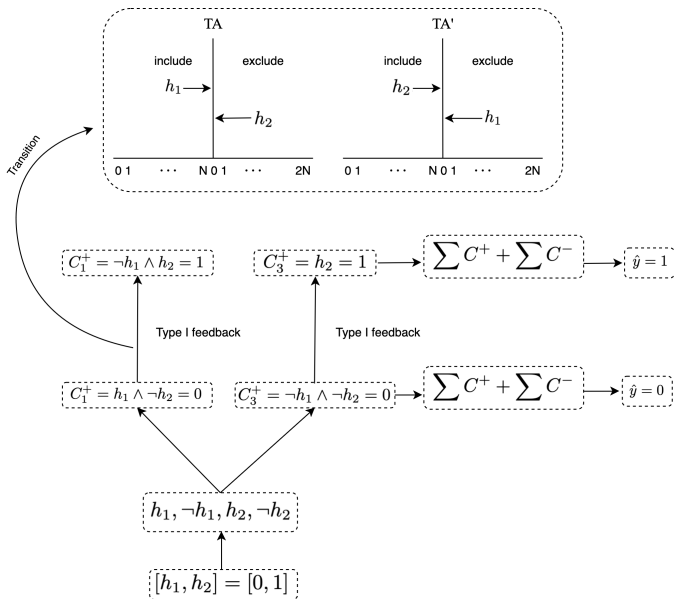 TA TA'
include exclude include exclude
h₁ h₂
h₂ h₁
0 1 ··· N 0 1 ··· 2N 0 1 ··· N 0 1 ··· 2N
Transition
C₁⁺ = ¬h₁ ∧ h₂ = 1 C₃⁺ = h₂ = 1 ∑ C⁺ + ∑ C⁻ ŷ = 1
Type I feedback Type I feedback
C₁⁺ = h₁ ∧ ¬h₂ = 0 C₃⁺ = ¬h₁ ∧ ¬h₂ = 0 ∑ C⁺ + ∑ C⁻ ŷ = 0
h₁, ¬h₁, h₂, ¬h₂
[h₁, h₂] = [0, 1]